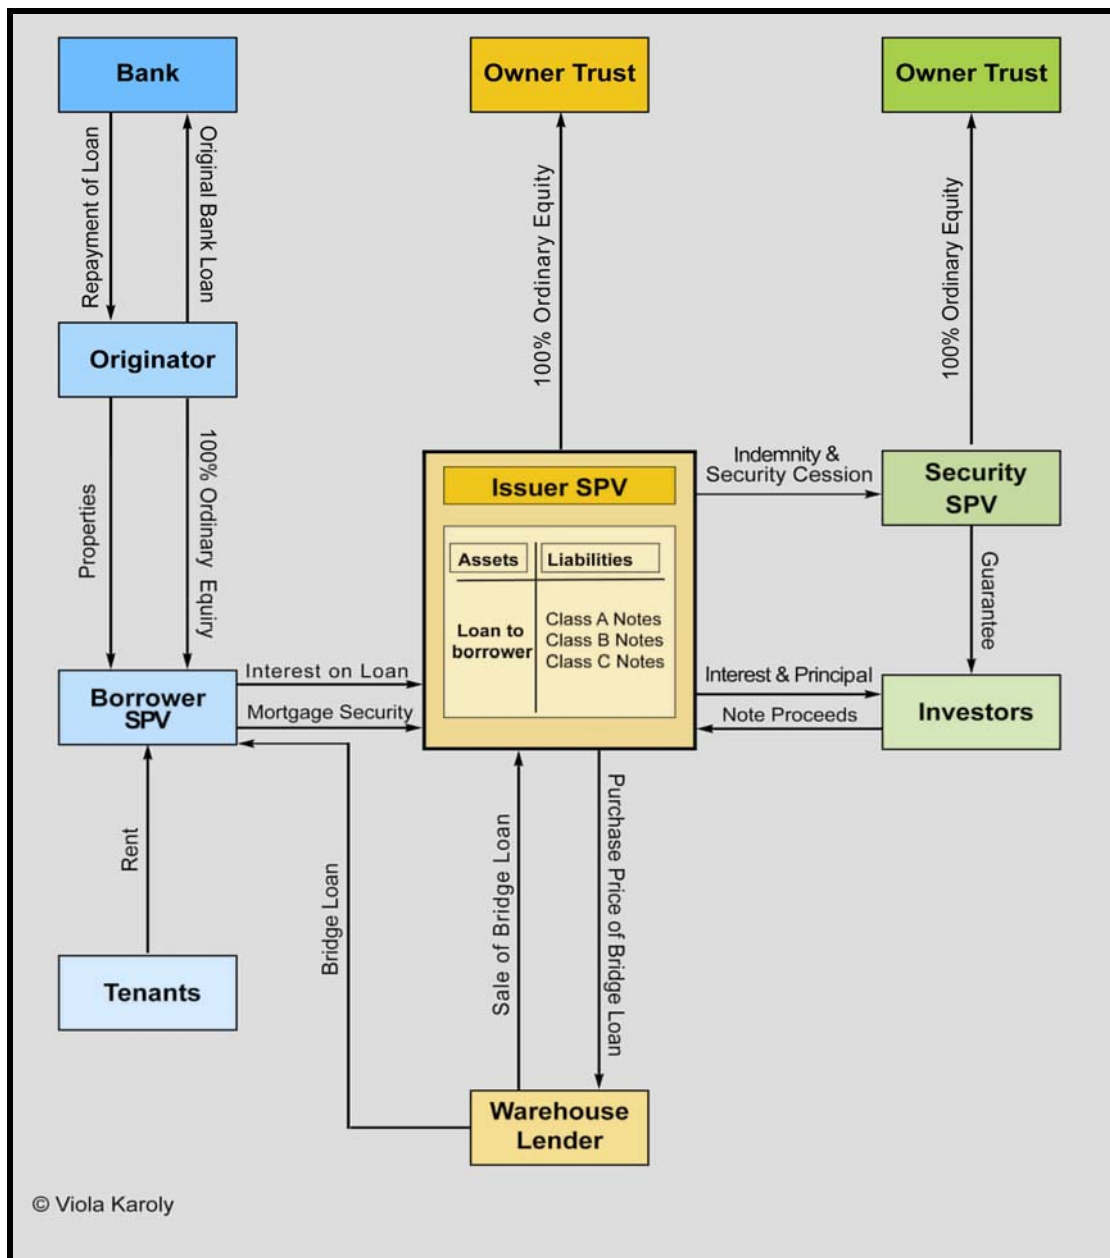 Bank
Owner Trust
Owner Trust
Repayment of Loan
Original Bank Loan
100% Ordinary Equity
100% Ordinary Equity
Originator
Properties
100% Ordinary Equiry
Issuer SPV
Assets
Liabilities
Loan to
borrower
Class A Notes
Class B Notes
Class C Notes
Indemnity &
Security Cession
Security
SPV
Guarantee
Borrower
SPV
Interest on Loan
Mortgage Security
Interest & Principal
Note Proceeds
Investors
Rent
Bridge Loan
Sale of Bridge Loan
Purchase Price of Bridge Loan
Tenants
Warehouse
Lender
© Viola Karoly